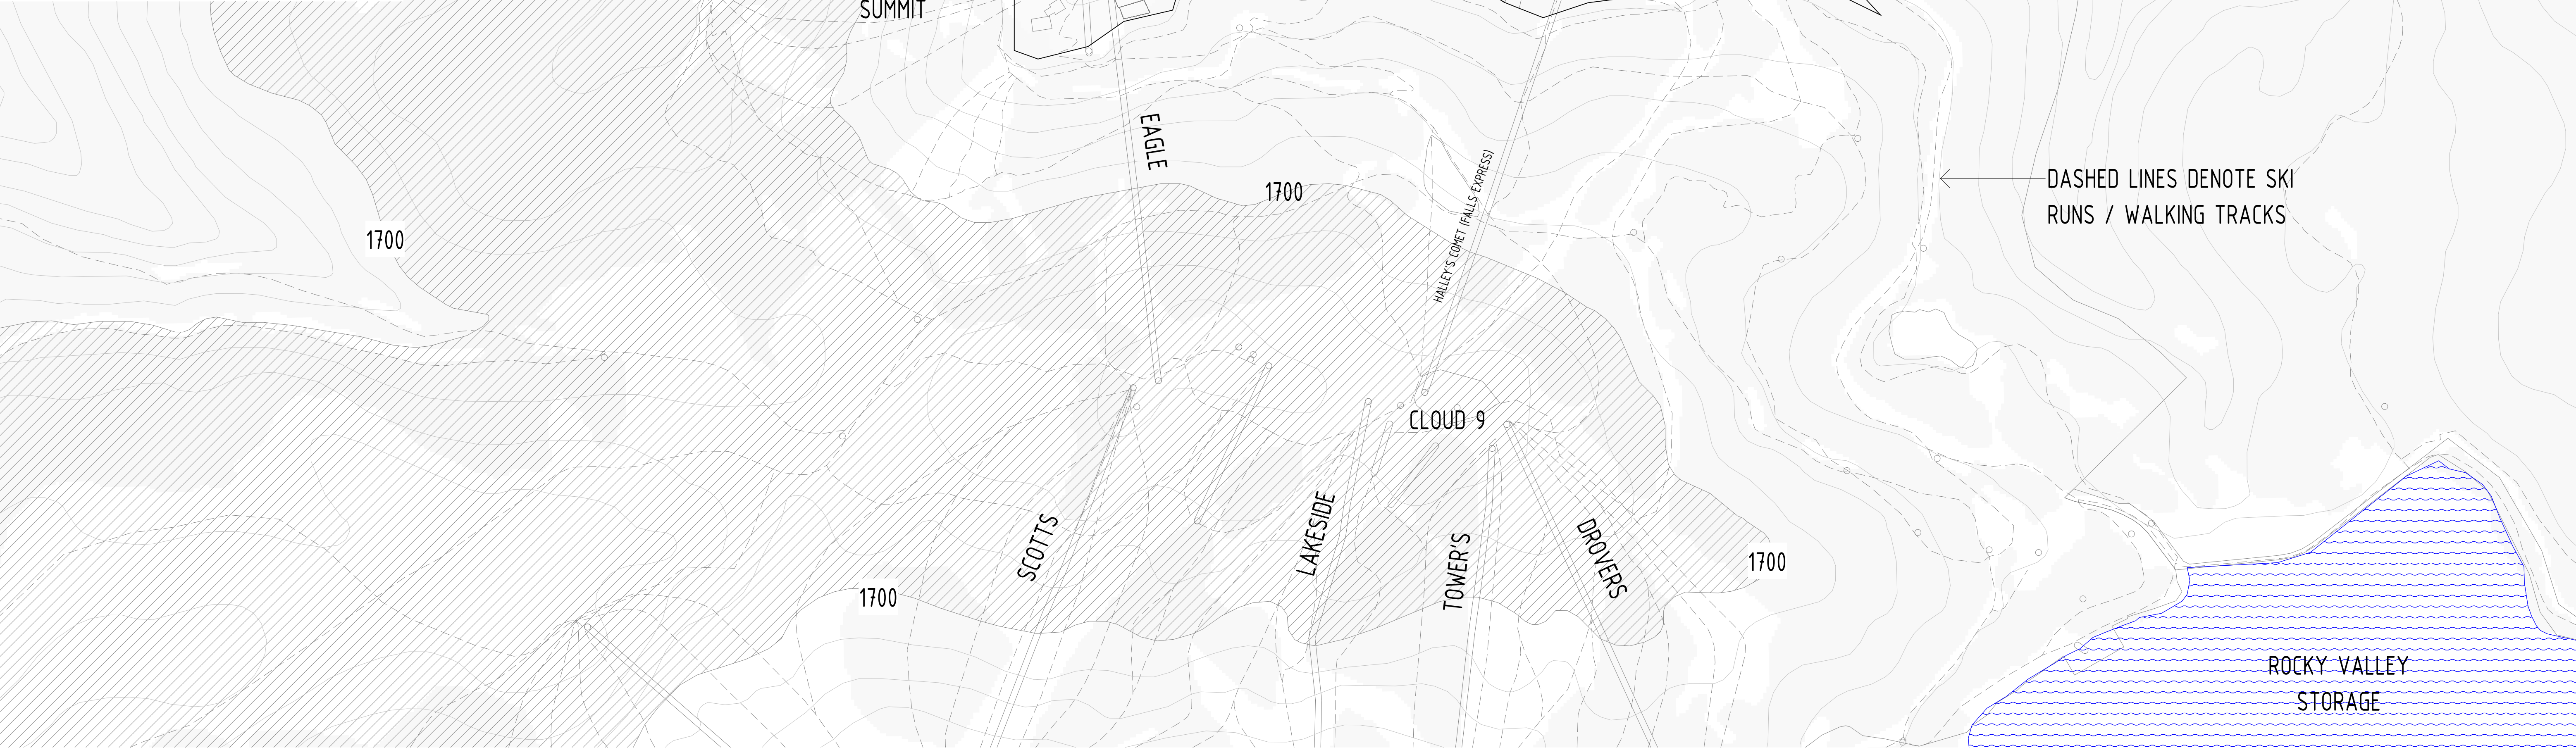 SUMMIT
EAGLE
1700
HALLEY'S COMET (FALLS EXPRESS)
DASHED LINES DENOTE SKI
RUNS / WALKING TRACKS
1700
CLOUD 9
SCOTTS
LAKESIDE
TOWER'S
DROVERS
1700
1700
ROCKY VALLEY
STORAGE